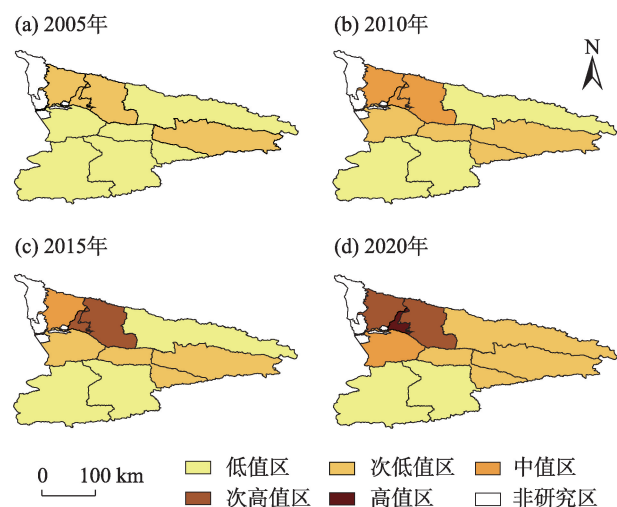 (a) 2005年
(b) 2010年
N
(c) 2015年
(d) 2020年
0 100 km
低值区 次低值区 中值区
次高值区 高值区 非研究区